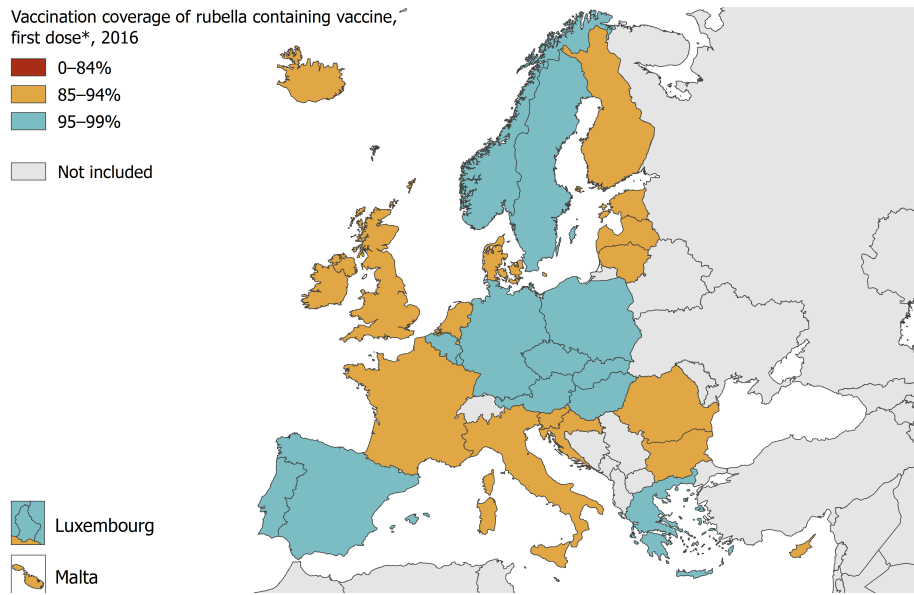 Vaccination coverage of rubella containing vaccine,
first dose*, 2016
0–84%
85–94%
95–99%
Not included
Luxembourg
Malta